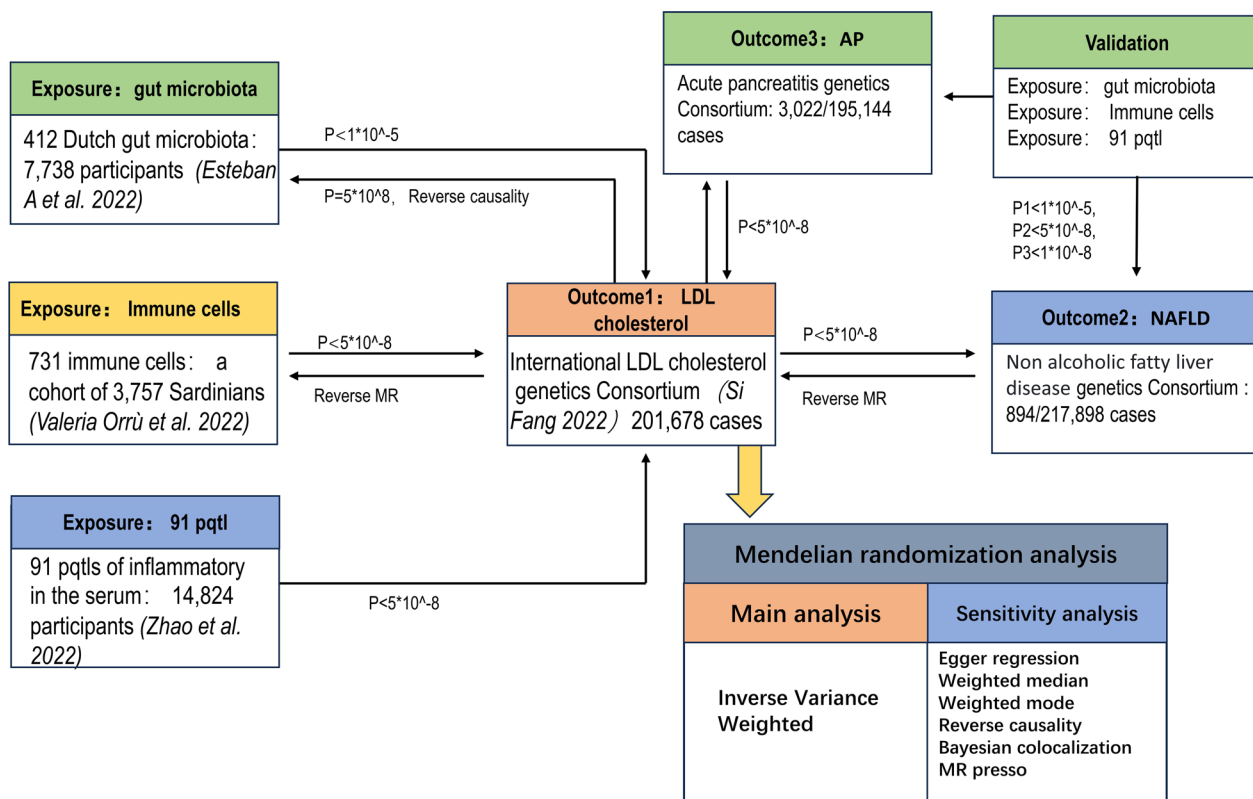 Exposure：gut microbiota
412 Dutch gut microbiota：
7,738 participants (Esteban
A et al. 2022)
P<1*10^-5
P=5*10^8， Reverse causality
Outcome3：AP
Acute pancreatitis genetics
Consortium: 3,022/195,144
cases
Validation
Exposure： gut microbiota
Exposure： Immune cells
Exposure： 91 pqtl
P<5*10^-8
P1<1*10^-5,
P2<5*10^-8,
P3<1*10^-8
Exposure： Immune cells
731 immune cells： a
cohort of 3,757 Sardinians
(Valeria Orrù et al. 2022)
P<5*10^-8
Reverse MR
Outcome1： LDL
cholesterol
International LDL cholesterol
genetics Consortium （Si
Fang 2022） 201,678 cases
P<5*10^-8
Reverse MR
Outcome2：NAFLD
Non alcoholic fatty liver
disease genetics Consortium :
894/217,898 cases
Exposure： 91 pqtl
91 pqtls of inflammatory
in the serum： 14,824
participants (Zhao et al.
2022)
P<5*10^-8
Mendelian randomization analysis
Main analysis
Sensitivity analysis
Inverse Variance
Weighted
Egger regression
Weighted median
Weighted mode
Reverse causality
Bayesian colocalization
MR presso